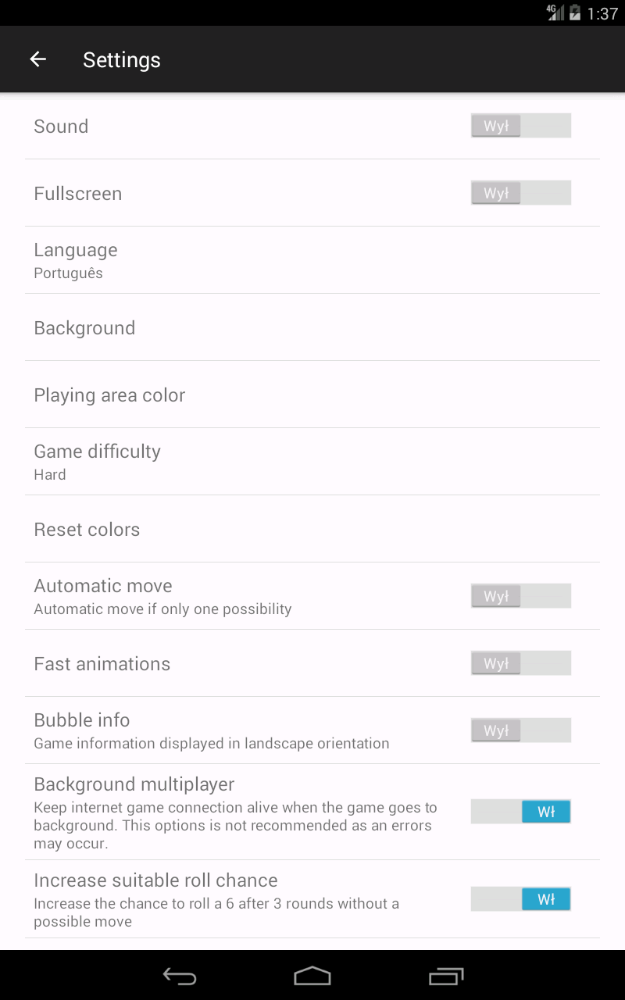 4G 1:37
Settings
Sound Wył
Fullscreen Wył
Language
Português
Background
Playing area color
Game difficulty
Hard
Reset colors
Automatic move
Automatic move if only one possibility
Wył
Fast animations Wył
Bubble info
Game information displayed in landscape orientation
Wył
Background multiplayer
Keep internet game connection alive when the game goes to
background. This options is not recommended as an errors
may occur.
Wł
Increase suitable roll chance
Increase the chance to roll a 6 after 3 rounds without a
possible move
Wł